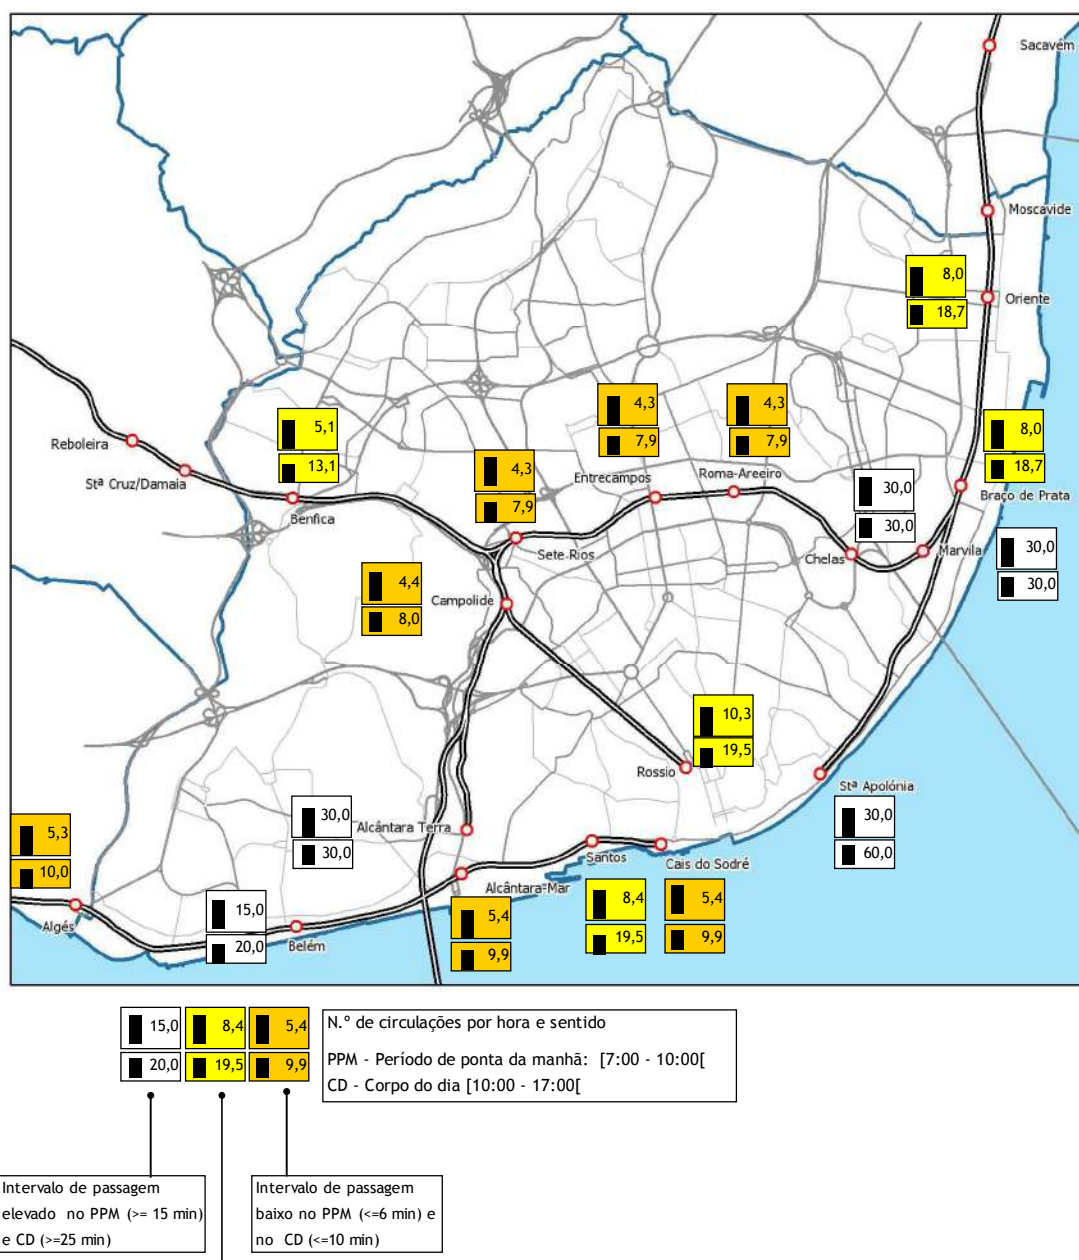 Sacavém
Moscavide
8,0
Oriente
18,7
Reboleira
Stª Cruz/Damaia
5,1
13,1
Benfica
4,3
7,9
Sete-Rios
4,3
7,9
Entrecampos
4,3
7,9
Roma-Areeiro
8,0
18,7
Braço de Prata
30,0
30,0
Chelas
Marvila
30,0
30,0
4,4
8,0
Campolide
10,3
19,5
Rossio
Stª Apolónia
30,0
60,0
30,0
30,0
Alcântara Terra
5,3
10,0
Algés
15,0
20,0
Belém
Alcântara-Mar
5,4
9,9
Santos
8,4
19,5
Cais do Sodré
5,4
9,9
15,0 8,4 5,4
20,0 19,5 9,9
N.º de circulações por hora e sentido
PPM - Período de ponta da manhã: [7:00 - 10:00[
CD - Corpo do dia [10:00 - 17:00[
Intervalo de passagem
elevado no PPM (>= 15 min)
e CD (>=25 min)
Intervalo de passagem
baixo no PPM (<=6 min) e
no CD (<=10 min)